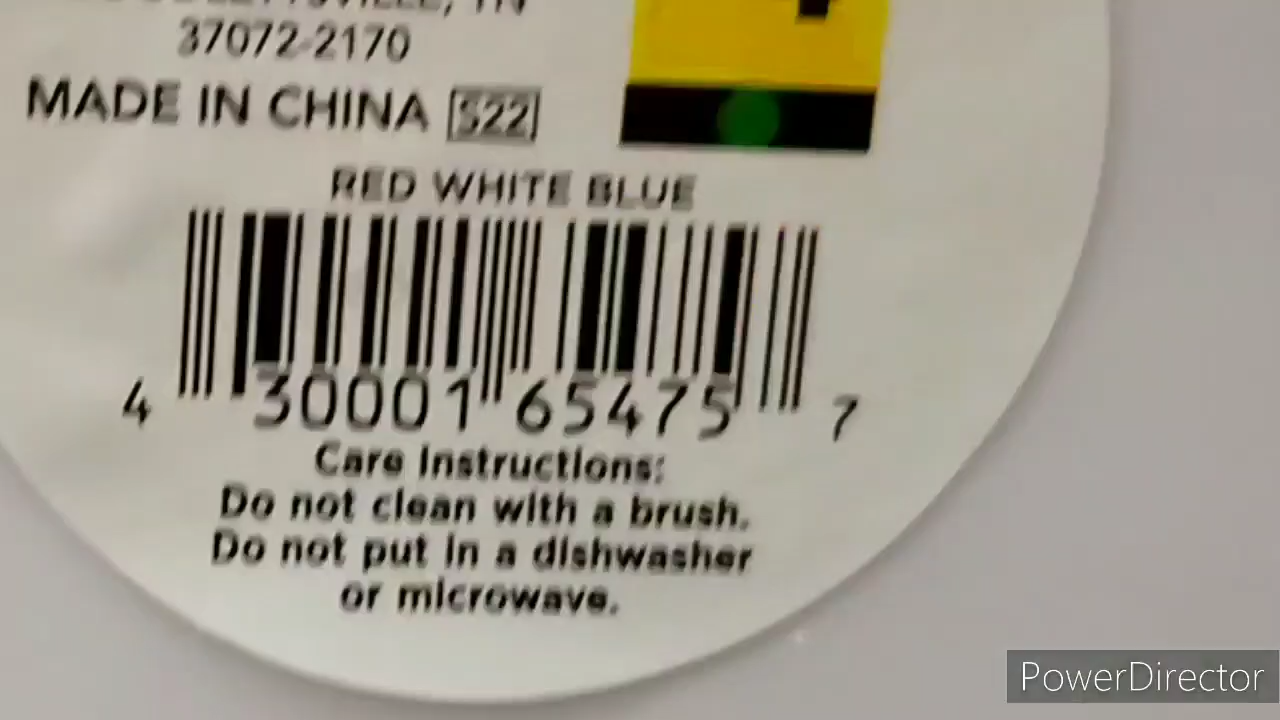 37072-2170
MADE IN CHINA S22
RED WHITE BLUE
4 30001 65475 7
Care Instructions:
Do not clean with a brush.
Do not put in a dishwasher
or microwave.
PowerDirector